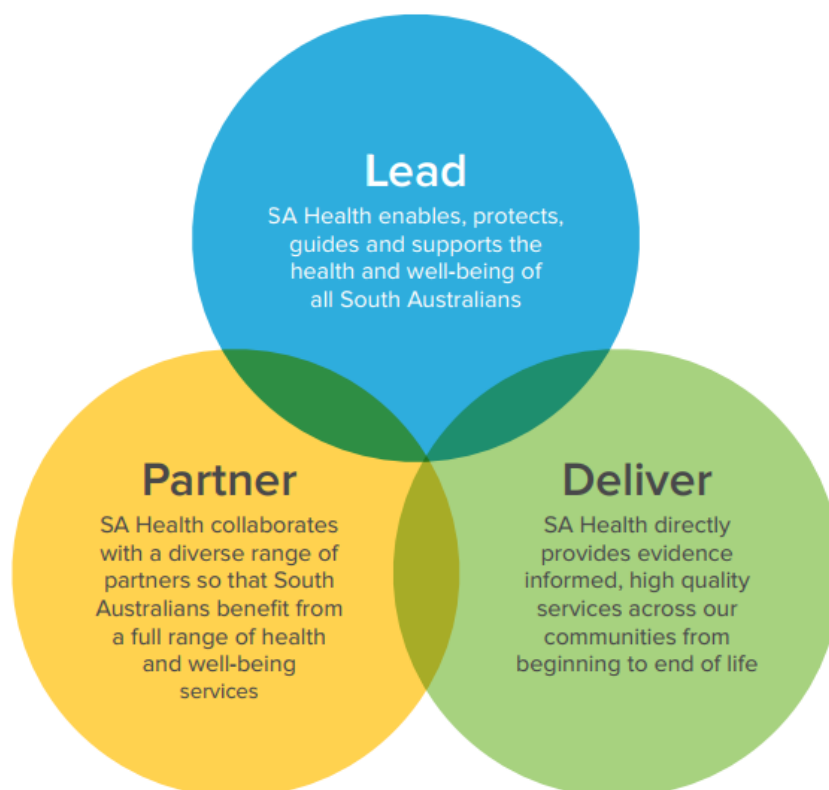 Lead
SA Health enables, protects,
guides and supports the
health and well-being of
all South Australians
Partner
SA Health collaborates
with a diverse range of
partners so that South
Australians benefit from
a full range of health
and well-being
services
Deliver
SA Health directly
provides evidence
informed, high quality
services across our
communities from
beginning to end of life